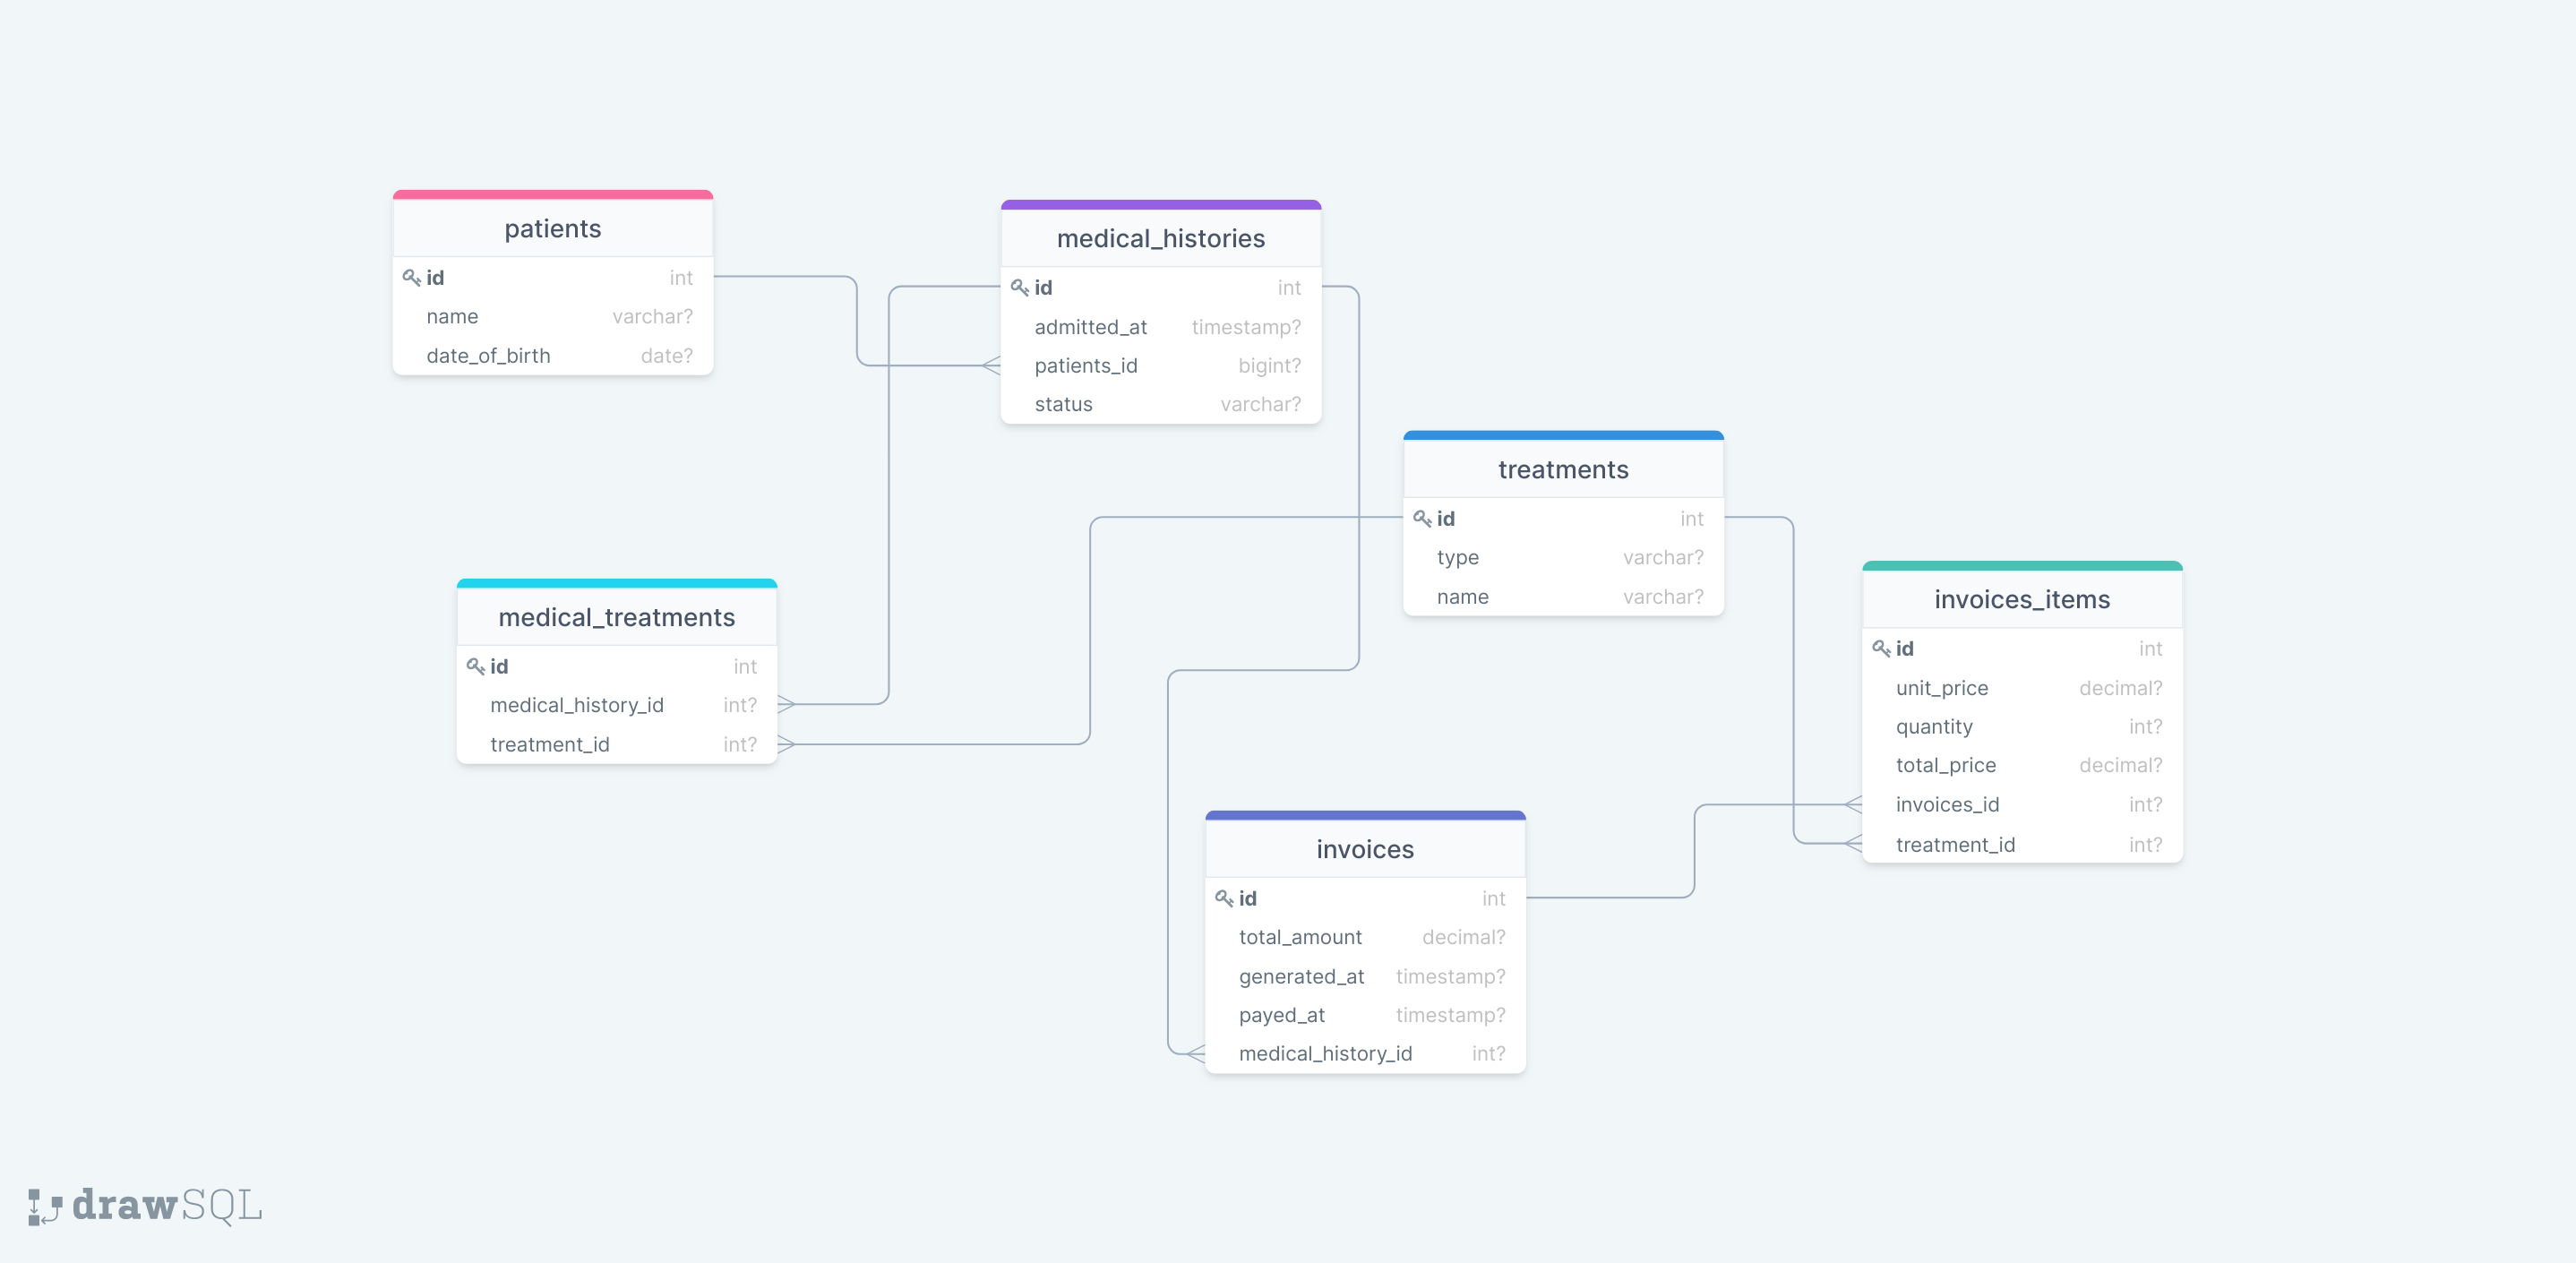 patients
id int
name varchar?
date_of_birth date?
medical_histories
id int
admitted_at timestamp?
patients_id bigint?
status varchar?
treatments
id int
type varchar?
name varchar?
medical_treatments
id int
medical_history_id int?
treatment_id int?
invoices_items
id int
unit_price decimal?
quantity int?
total_price decimal?
invoices_id int?
treatment_id int?
invoices
id int
total_amount decimal?
generated_at timestamp?
payed_at timestamp?
medical_history_id int?
drawSQL